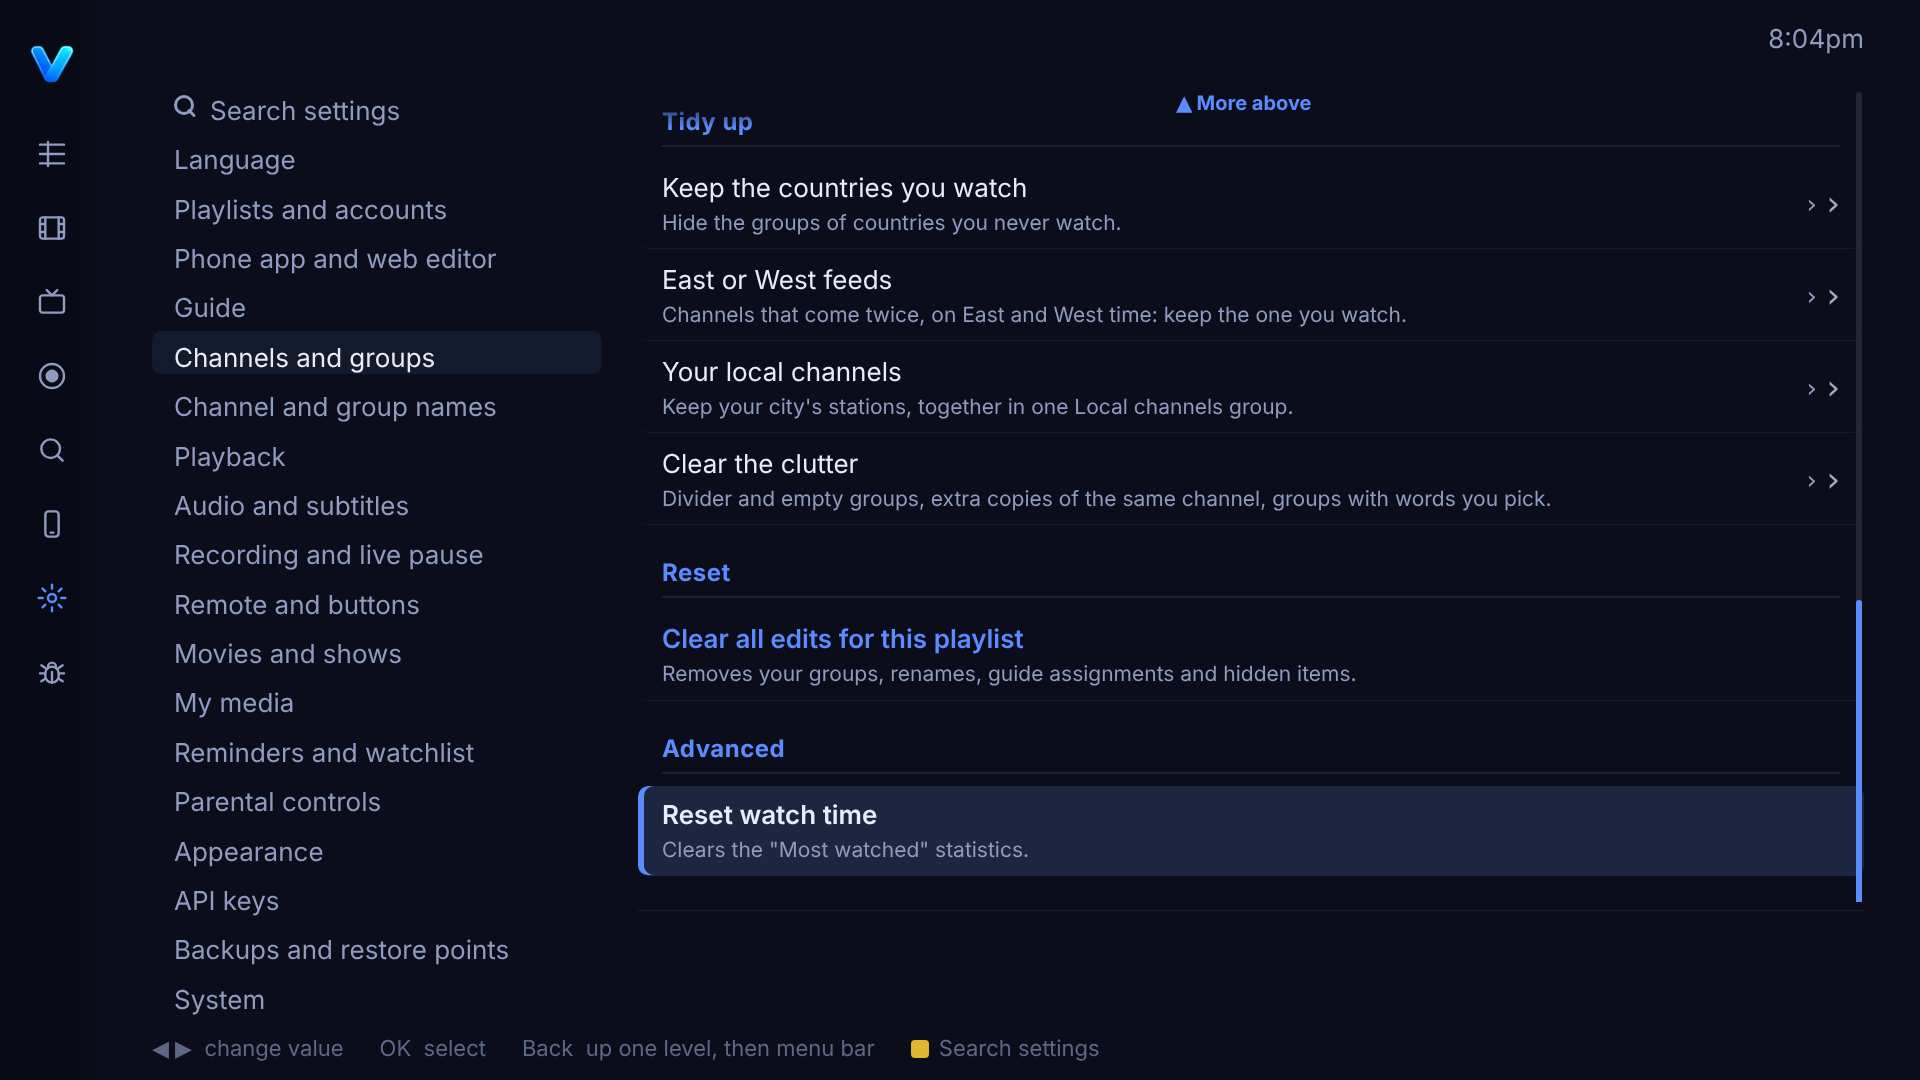 8:04pm
Search settings
Language
Playlists and accounts
Phone app and web editor
Guide
Channels and groups
Channel and group names
Playback
Audio and subtitles
Recording and live pause
Remote and buttons
Movies and shows
My media
Reminders and watchlist
Parental controls
Appearance
API keys
Backups and restore points
System
▲ More above
Tidy up
Keep the countries you watch
Hide the groups of countries you never watch.
East or West feeds
Channels that come twice, on East and West time: keep the one you watch.
Your local channels
Keep your city's stations, together in one Local channels group.
Clear the clutter
Divider and empty groups, extra copies of the same channel, groups with words you pick.
Reset
Clear all edits for this playlist
Removes your groups, renames, guide assignments and hidden items.
Advanced
Reset watch time
Clears the "Most watched" statistics.
◀▶ change value OK select Back up one level, then menu bar Search settings